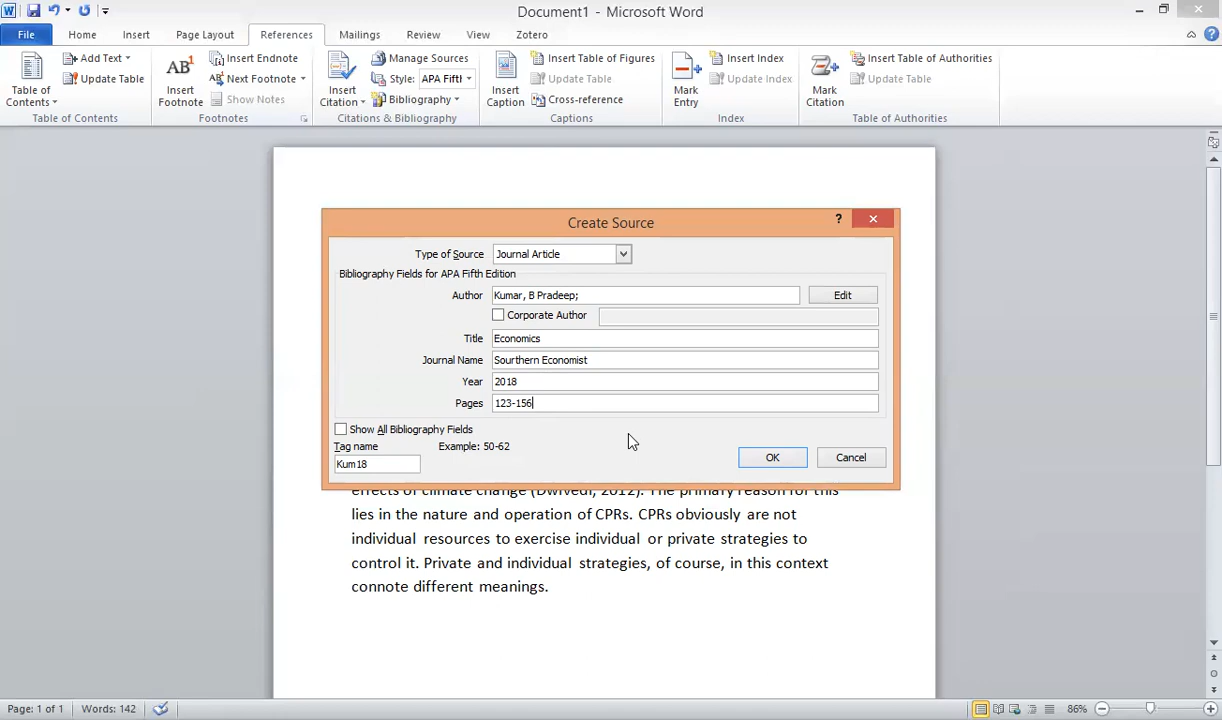 Document1 - Microsoft Word
File Home Insert Page Layout References Mailings Review View Zotero
Table of Contents
Add Text
Update Table
Table of Contents
AB1
Insert Footnote
Insert Endnote
AB1 Next Footnote
Show Notes
Footnotes
Insert Citation
Manage Sources
Style: APA Fifth
Bibliography
Citations & Bibliography
Insert Caption
Insert Table of Figures
Update Table
Cross-reference
Captions
Mark Entry
Insert Index
Update Index
Index
Mark Citation
Insert Table of Authorities
Update Table
Table of Authorities
Create Source
Type of Source Journal Article
Bibliography Fields for APA Fifth Edition
Author Kumar, B Pradeep; Edit
Corporate Author
Title Economics
Journal Name Sourthern Economist
Year 2018
Pages 123-156
Show All Bibliography Fields
Tag name Example: 50-62
Kum18
OK Cancel
effects of climate change (Dwivedi, 2012). The primary reason for this
lies in the nature and operation of CPRs. CPRs obviously are not
individual resources to exercise individual or private strategies to
control it. Private and individual strategies, of course, in this context
connote different meanings.
Page: 1 of 1 Words: 142 86%